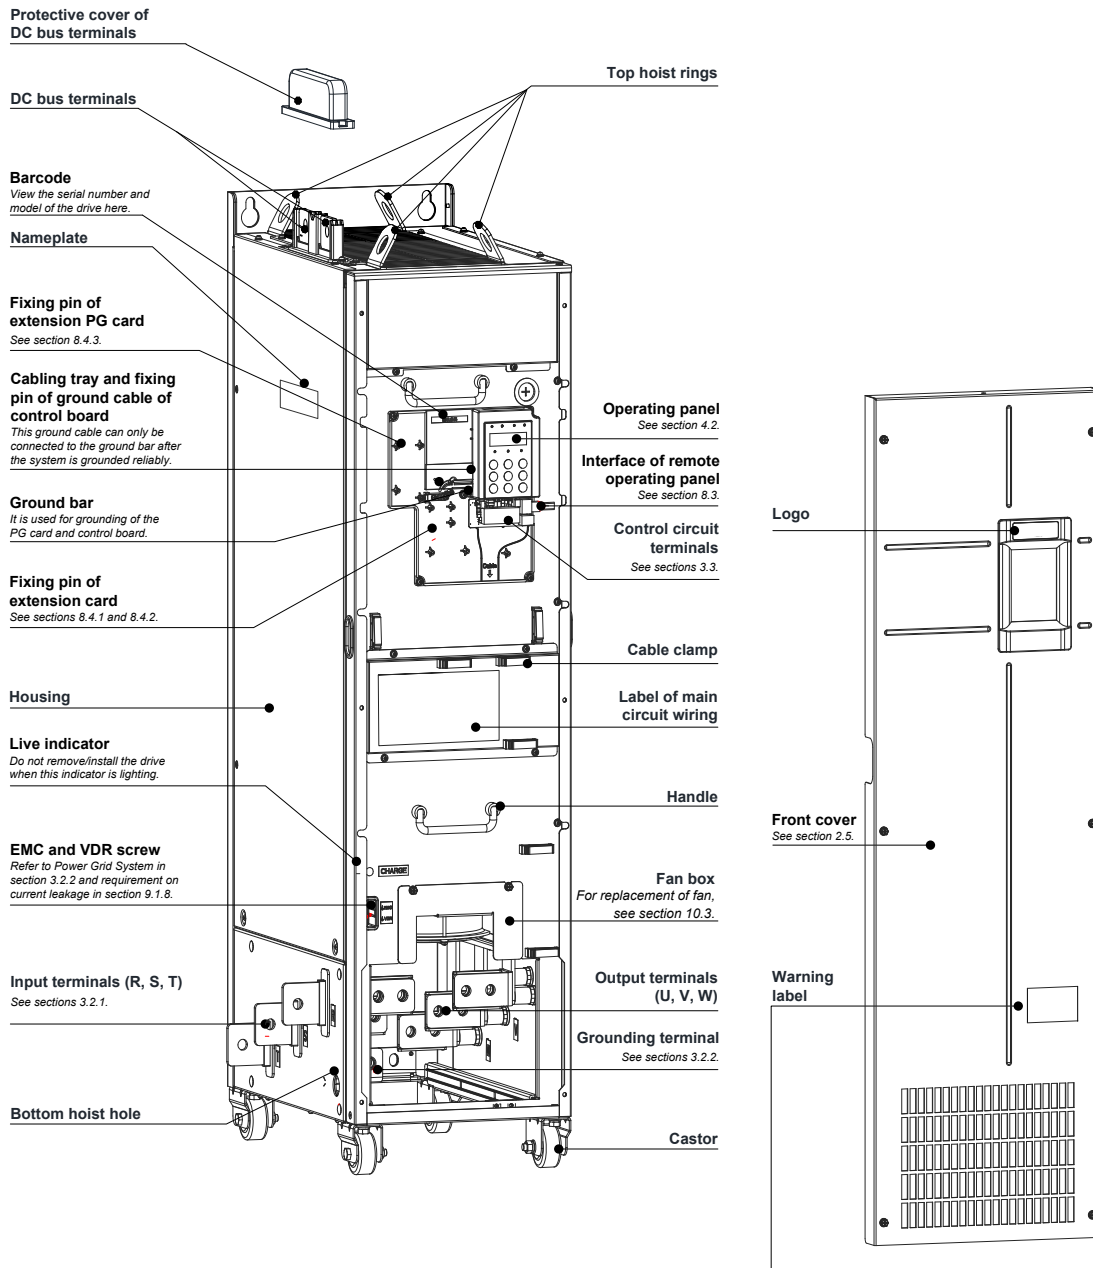 Protective cover of
DC bus terminals
DC bus terminals
Barcode
View the serial number and
model of the drive here.
Nameplate
Fixing pin of
extension PG card
See section 8.4.3.
Cabling tray and fixing
pin of ground cable of
control board
This ground cable can only be
connected to the ground bar after
the system is grounded reliably.
Ground bar
It is used for grounding of the
PG card and control board.
Fixing pin of
extension card
See sections 8.4.1 and 8.4.2.
Housing
Live indicator
Do not remove/install the drive
when this indicator is lighting.
EMC and VDR screw
Refer to Power Grid System in
section 3.2.2 and requirement on
current leakage in section 9.1.8.
Input terminals (R, S, T)
See sections 3.2.1.
Bottom hoist hole
Top hoist rings
Operating panel
See section 4.2.
Interface of remote
operating panel
See section 8.3.
Control circuit
terminals
See sections 3.3.
Cable
Cable clamp
Label of main
circuit wiring
Handle
CHARGE
Fan box
For replacement of fan,
see section 10.3.
Output terminals
(U, V, W)
Grounding terminal
See sections 3.2.2.
Castor
Logo
Front cover
See section 2.5.
Warning
label